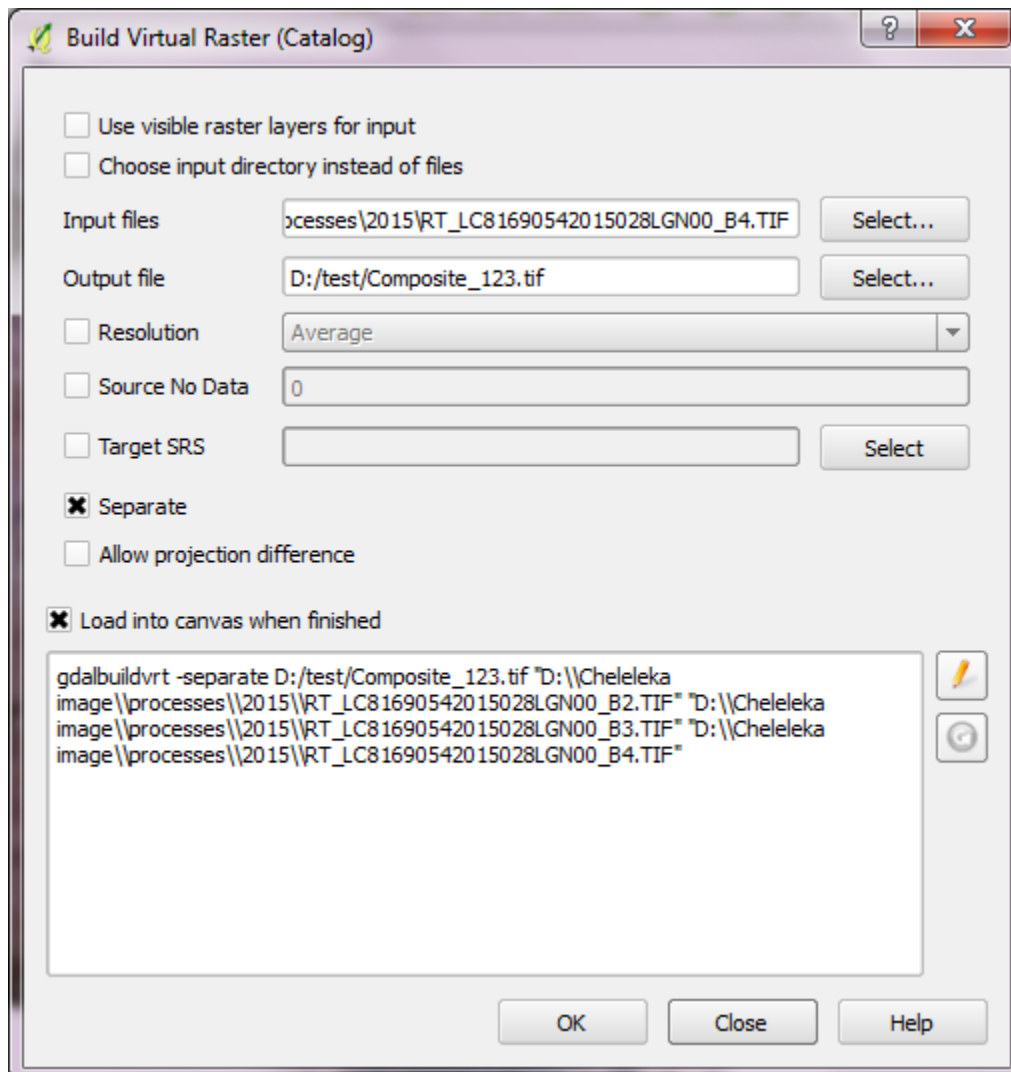 Build Virtual Raster (Catalog)
?
Use visible raster layers for input
Choose input directory instead of files
Input files ocesses\2015\RT_LC81690542015028LGN00_B4.TIF Select...
Output file D:/test/Composite_123.tif Select...
Resolution Average
Source No Data 0
Target SRS Select
Separate
Allow projection difference
Load into canvas when finished
gdalbuildvrt -separate D:/test/Composite_123.tif "D:\\Cheleleka
image\\processes\\2015\\RT_LC81690542015028LGN00_B2.TIF" "D:\\Cheleleka
image\\processes\\2015\\RT_LC81690542015028LGN00_B3.TIF" "D:\\Cheleleka
image\\processes\\2015\\RT_LC81690542015028LGN00_B4.TIF"
OK Close Help